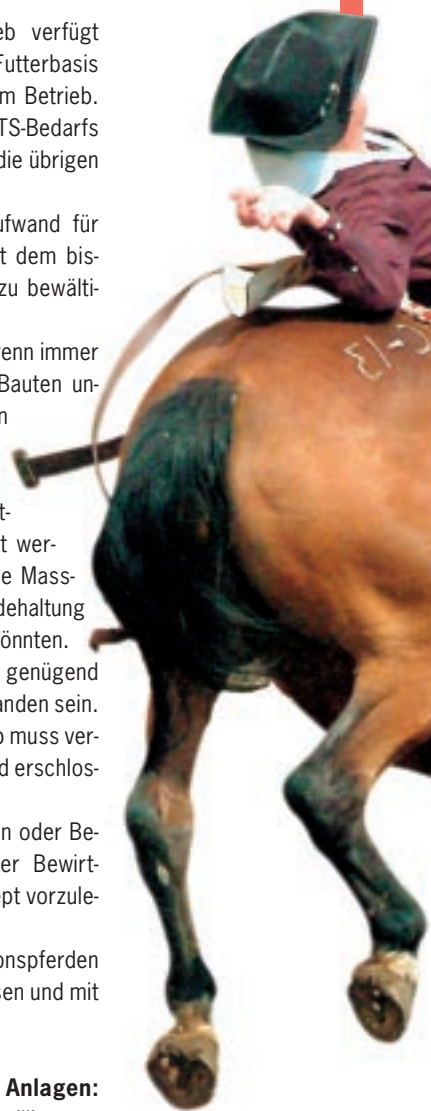 eb verfügt
Futterbasis
m Betrieb.
TS-Bedarfs
die übrigen
ufwand für
t dem bis-
zu bewälti-
enn immer
Bauten un-
n
t-
t wer-
e Mass-
dehaltung
önnten.
genügend
anden sein.
o muss ver-
d erschlos-
n oder Be-
er Bewirt-
ept vorzule-
onspferden
sen und mit
Anlagen: